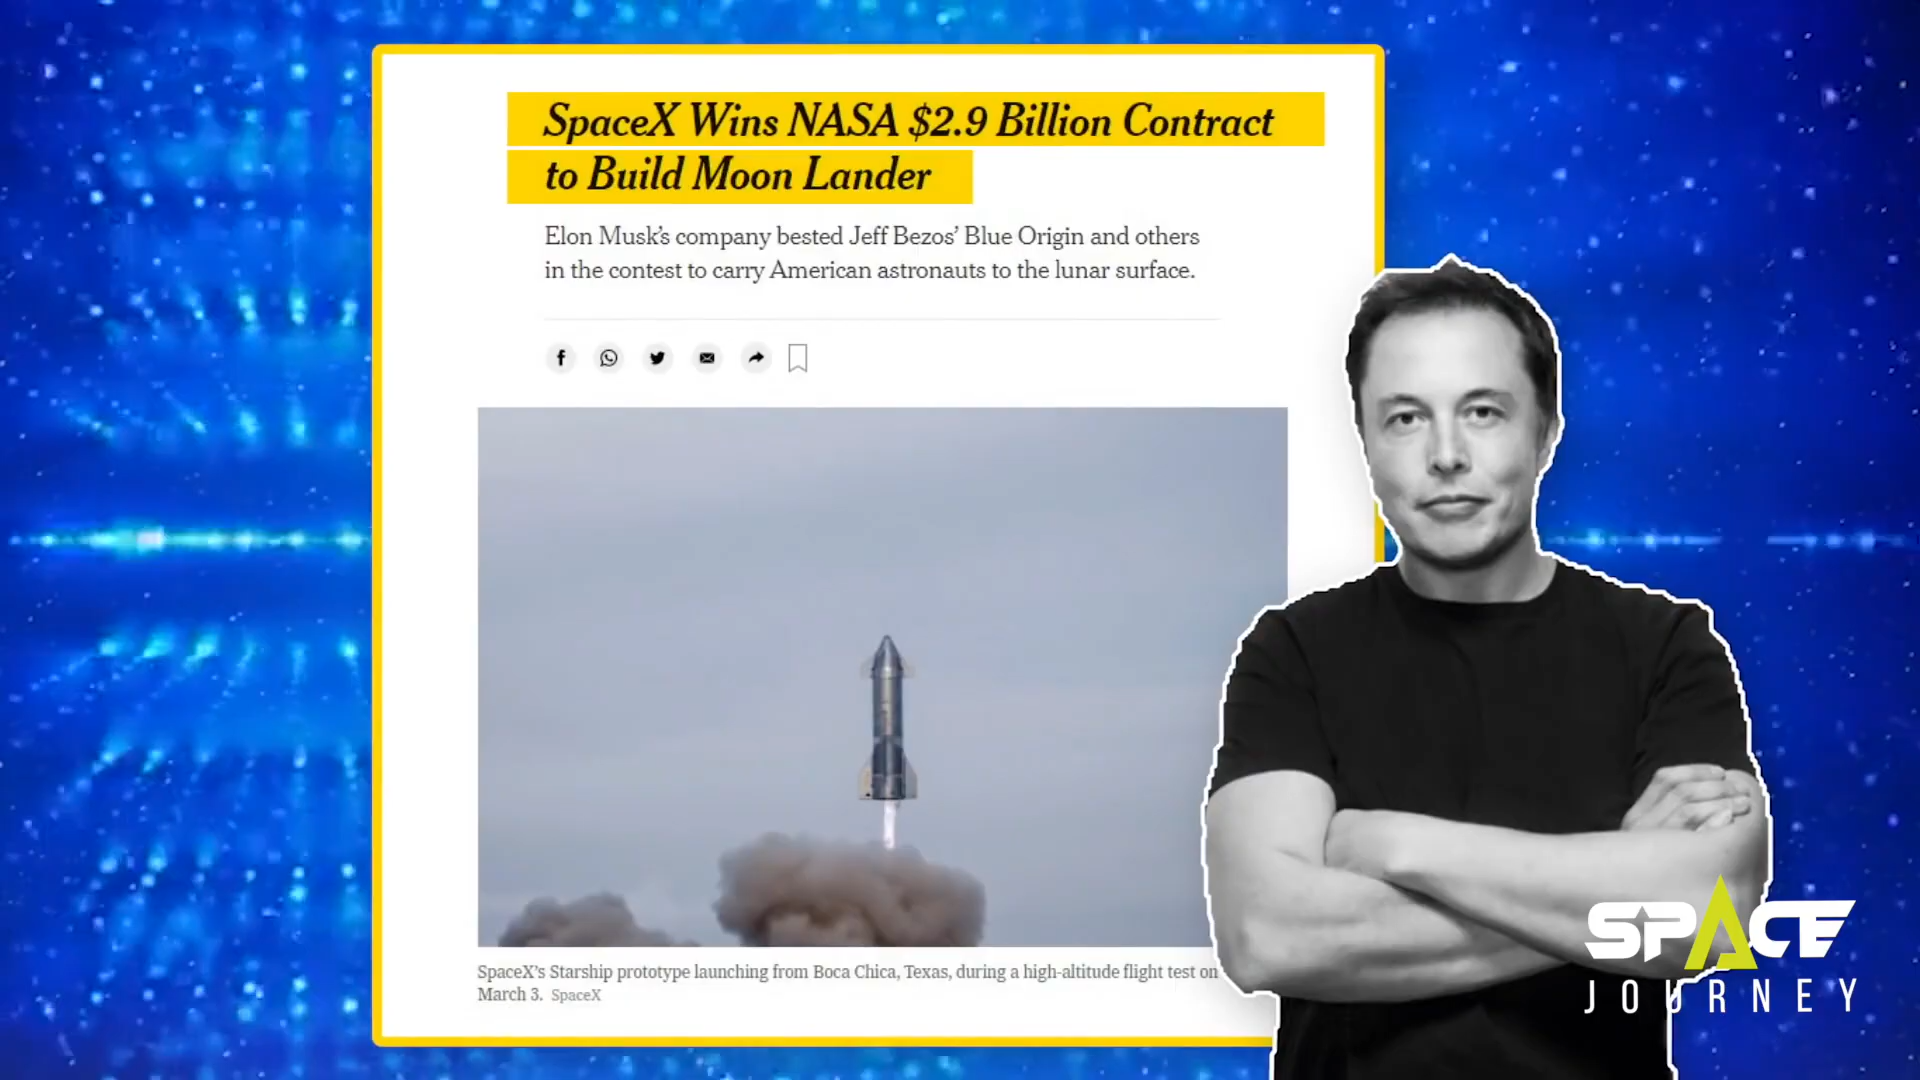 SpaceX Wins NASA $2.9 Billion Contract
to Build Moon Lander
Elon Musk’s company bested Jeff Bezos’ Blue Origin and others
in the contest to carry American astronauts to the lunar surface.
SpaceX’s Starship prototype launching from Boca Chica, Texas, during a high-altitude flight test on
March 3. SpaceX
SPACE
JOURNEY